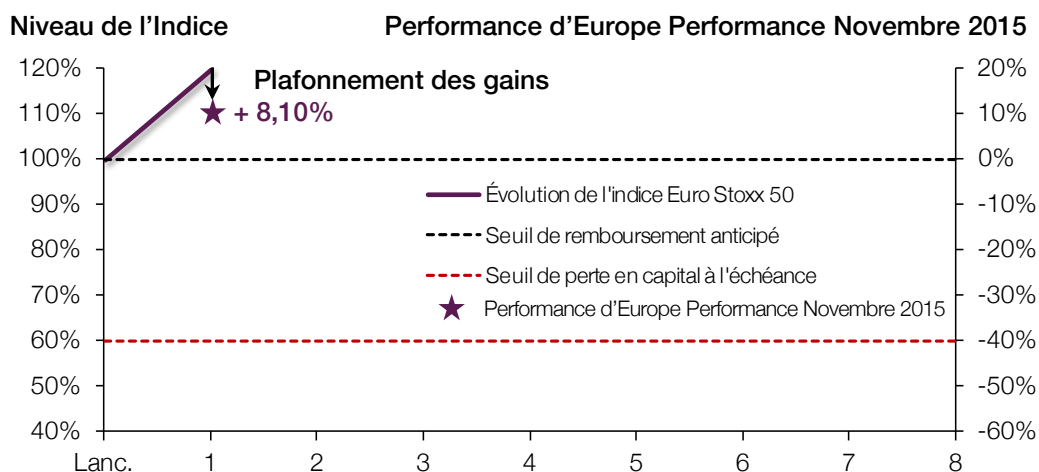 Niveau de l'Indice Performance d'Europe Performance Novembre 2015
120% 20%
Plafonnement des gains
110% + 8,10% 10%
100% 0%
90% Évolution de l'indice Euro Stoxx 50 -10%
80% Seuil de remboursement anticipé -20%
Seuil de perte en capital à l'échéance
70% Performance d'Europe Performance Novembre 2015 -30%
60% -40%
50% -50%
40% -60%
Lanc. 1 2 3 4 5 6 7 8